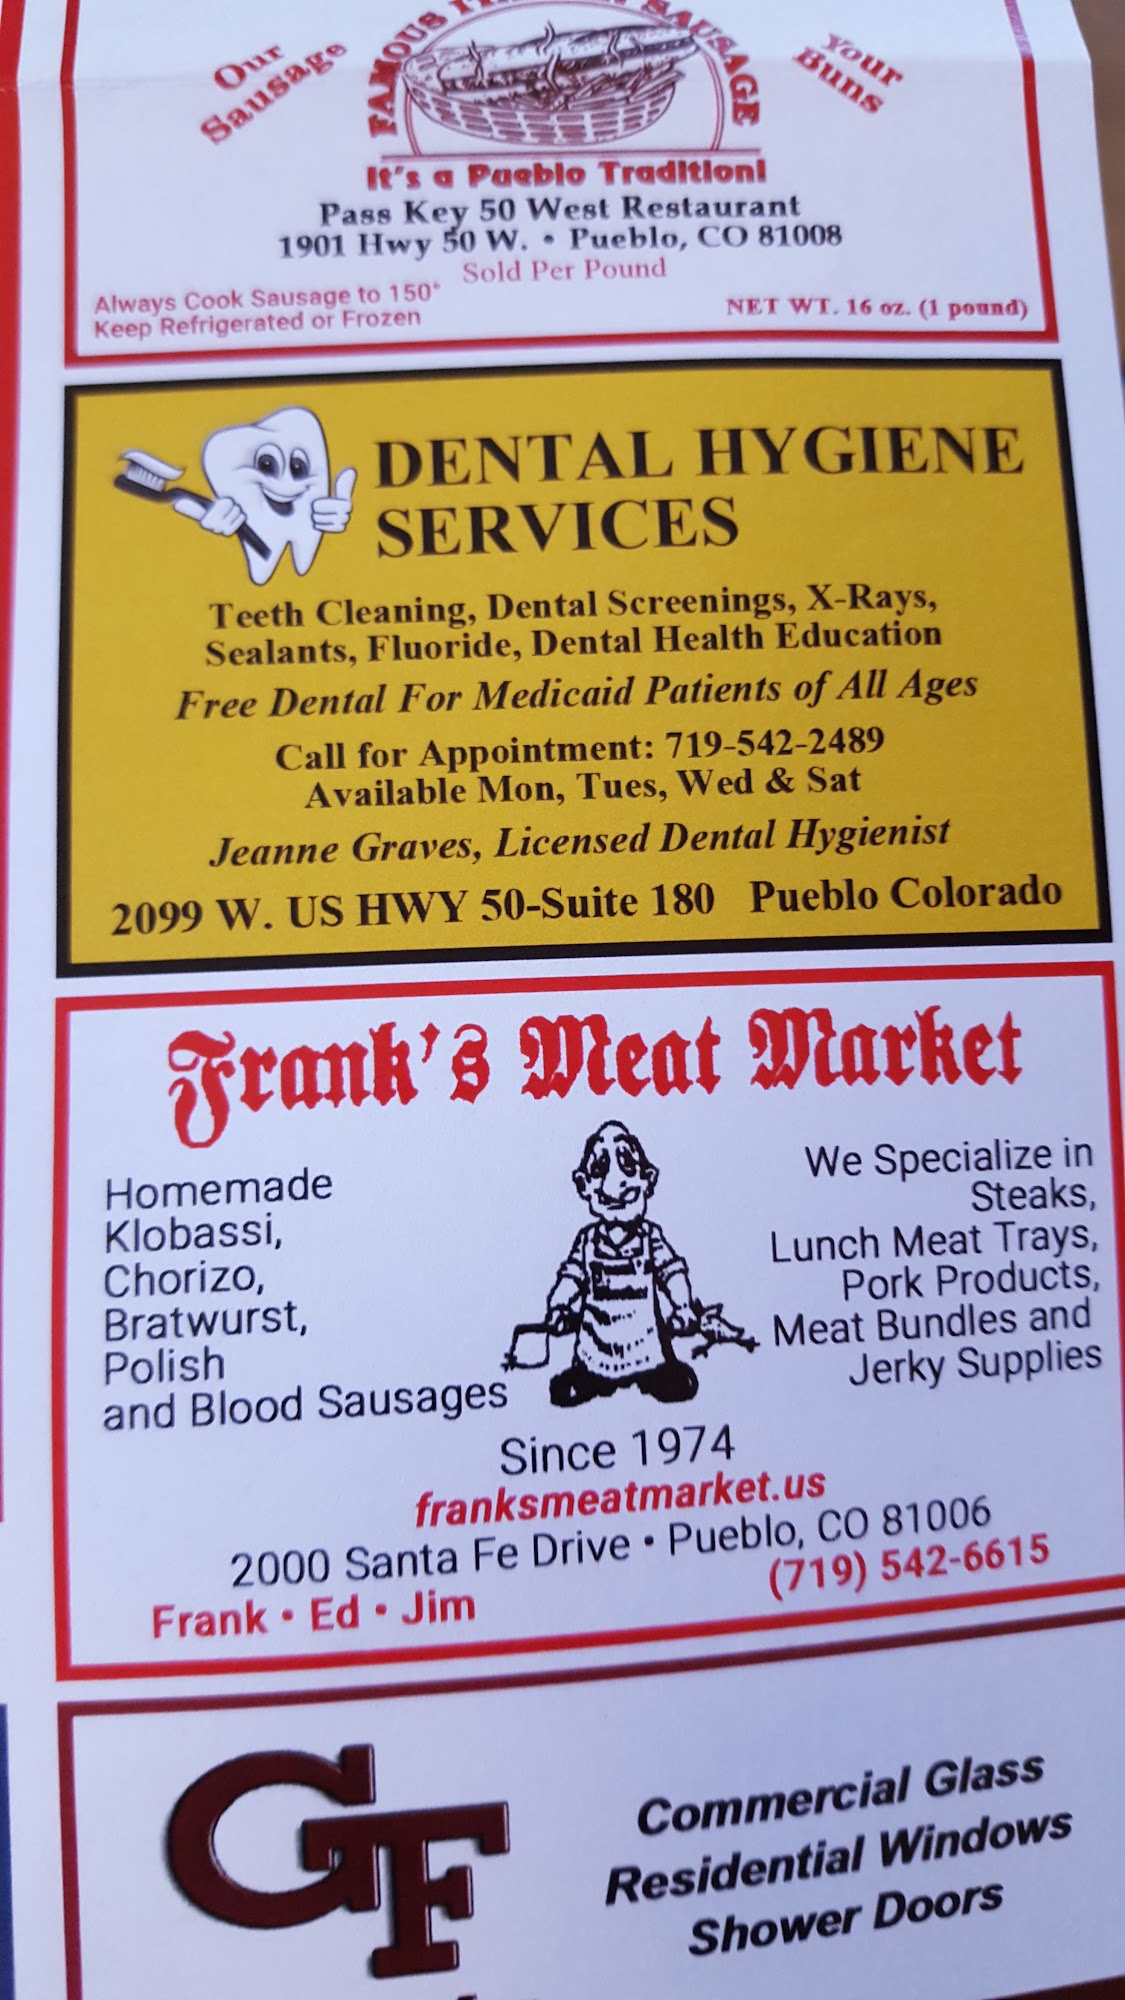 Our
Sausage
FAMOUS
SAUSAGE
Your
Buns
It's a Pueblo Tradition!
Pass Key 50 West Restaurant
1901 Hwy 50 W. • Pueblo, CO 81008
Sold Per Pound
Always Cook Sausage to 150°
Keep Refrigerated or Frozen
NET WT. 16 oz. (1 pound)
DENTAL HYGIENE
SERVICES
Teeth Cleaning, Dental Screenings, X-Rays,
Sealants, Fluoride, Dental Health Education
Free Dental For Medicaid Patients of All Ages
Call for Appointment: 719-542-2489
Available Mon, Tues, Wed & Sat
Jeanne Graves, Licensed Dental Hygienist
2099 W. US HWY 50-Suite 180 Pueblo Colorado
Frank's Meat Market
Homemade
Klobassi,
Chorizo,
Bratwurst,
Polish
and Blood Sausages
We Specialize in
Steaks,
Lunch Meat Trays,
Pork Products,
Meat Bundles and
Jerky Supplies
Since 1974
franksmeatmarket.us
2000 Santa Fe Drive • Pueblo, CO 81006
Frank • Ed • Jim
(719) 542-6615
GF
Commercial Glass
Residential Windows
Shower Doors